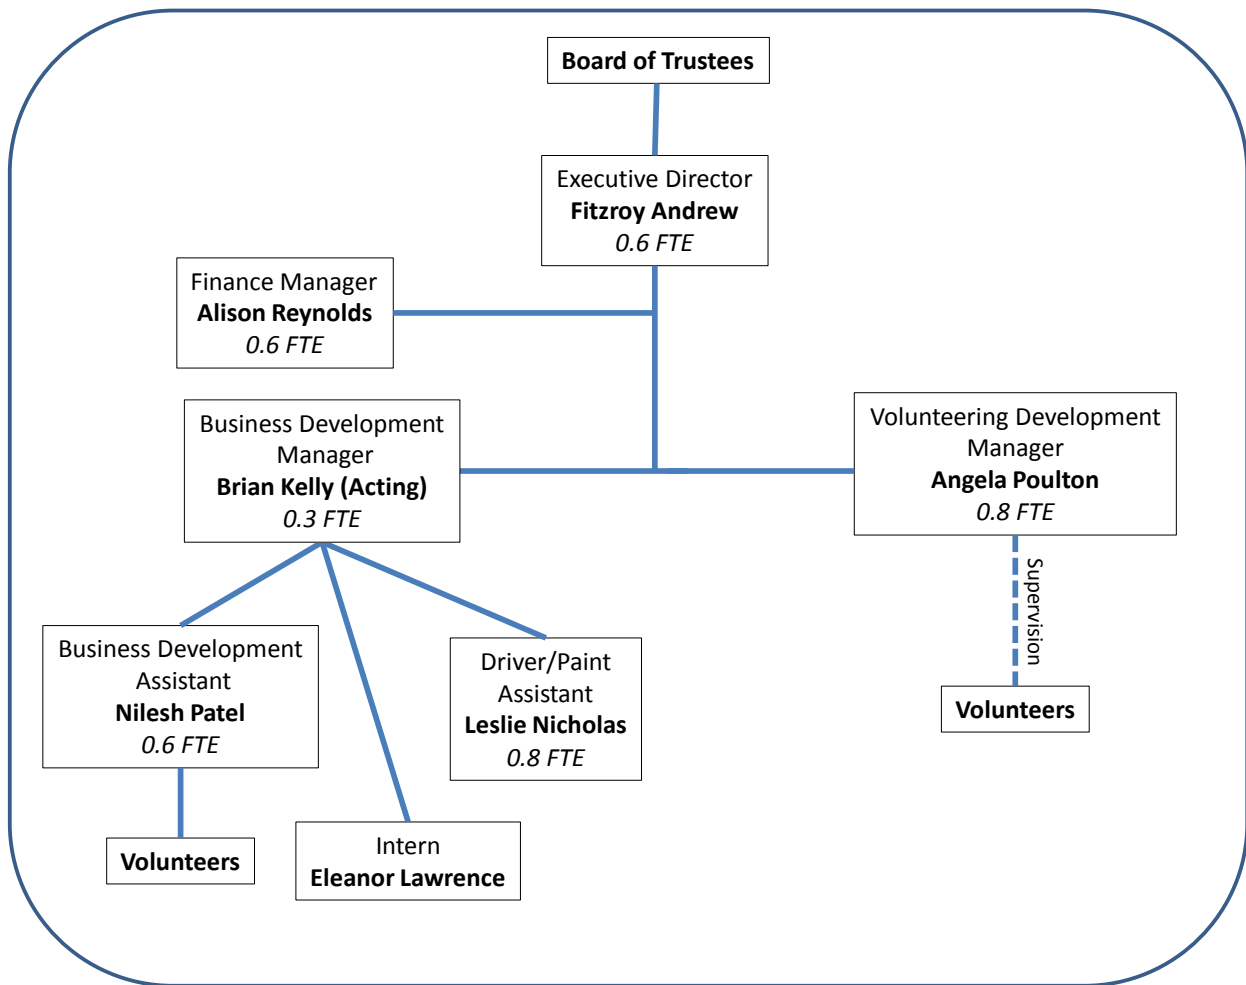 Board of Trustees
Executive Director
Fitzroy Andrew
0.6 FTE
Finance Manager
Alison Reynolds
0.6 FTE
Business Development
Manager
Brian Kelly (Acting)
0.3 FTE
Volunteering Development
Manager
Angela Poulton
0.8 FTE
Supervision
Volunteers
Business Development
Assistant
Nilesh Patel
0.6 FTE
Driver/Paint
Assistant
Leslie Nicholas
0.8 FTE
Volunteers
Intern
Eleanor Lawrence